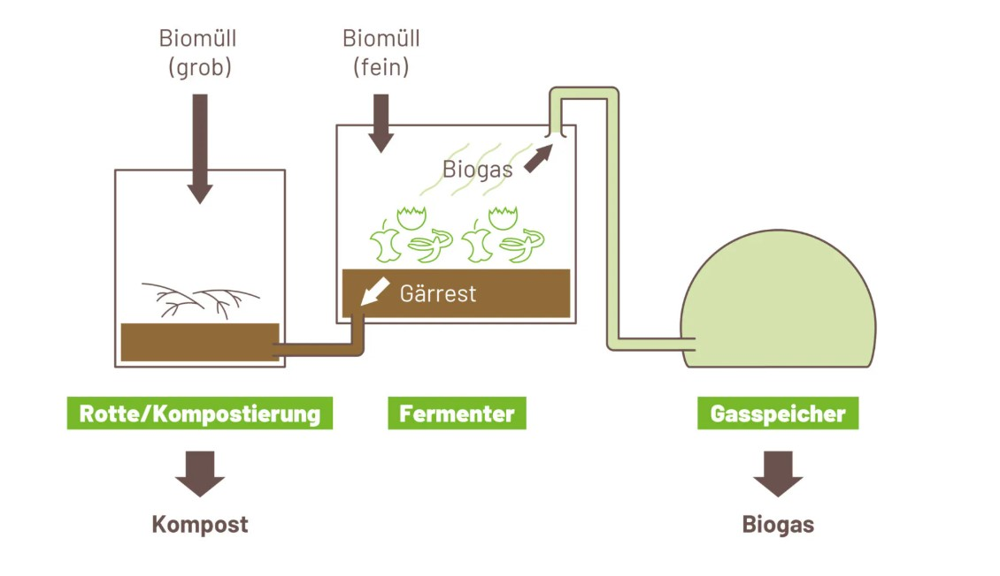 Biomüll
(grob)
Biomüll
(fein)
Biogas
Gärrest
Rotte/Kompostierung
Fermenter
Gasspeicher
Kompost
Biogas